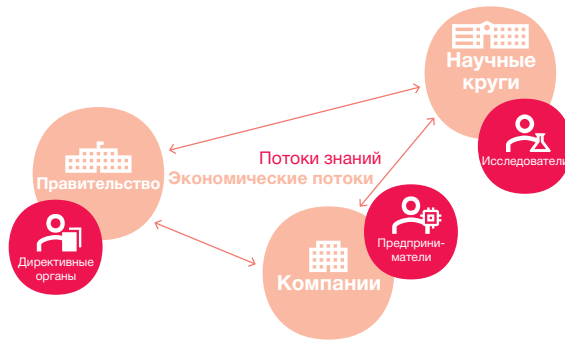 Научные
круги
Исследователи
Потоки знаний
Экономические потоки
Правительство
Директивные
органы
Предприни-
матели
Компании